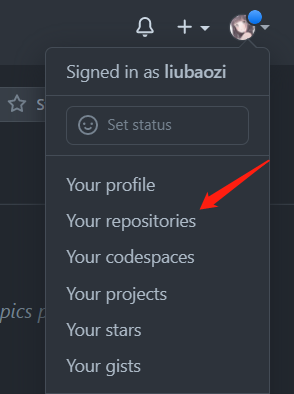 Signed in as liubaozi
S
Set status
Your profile
Your repositories
Your codespaces
Your projects
pics p
Your stars
Your gists